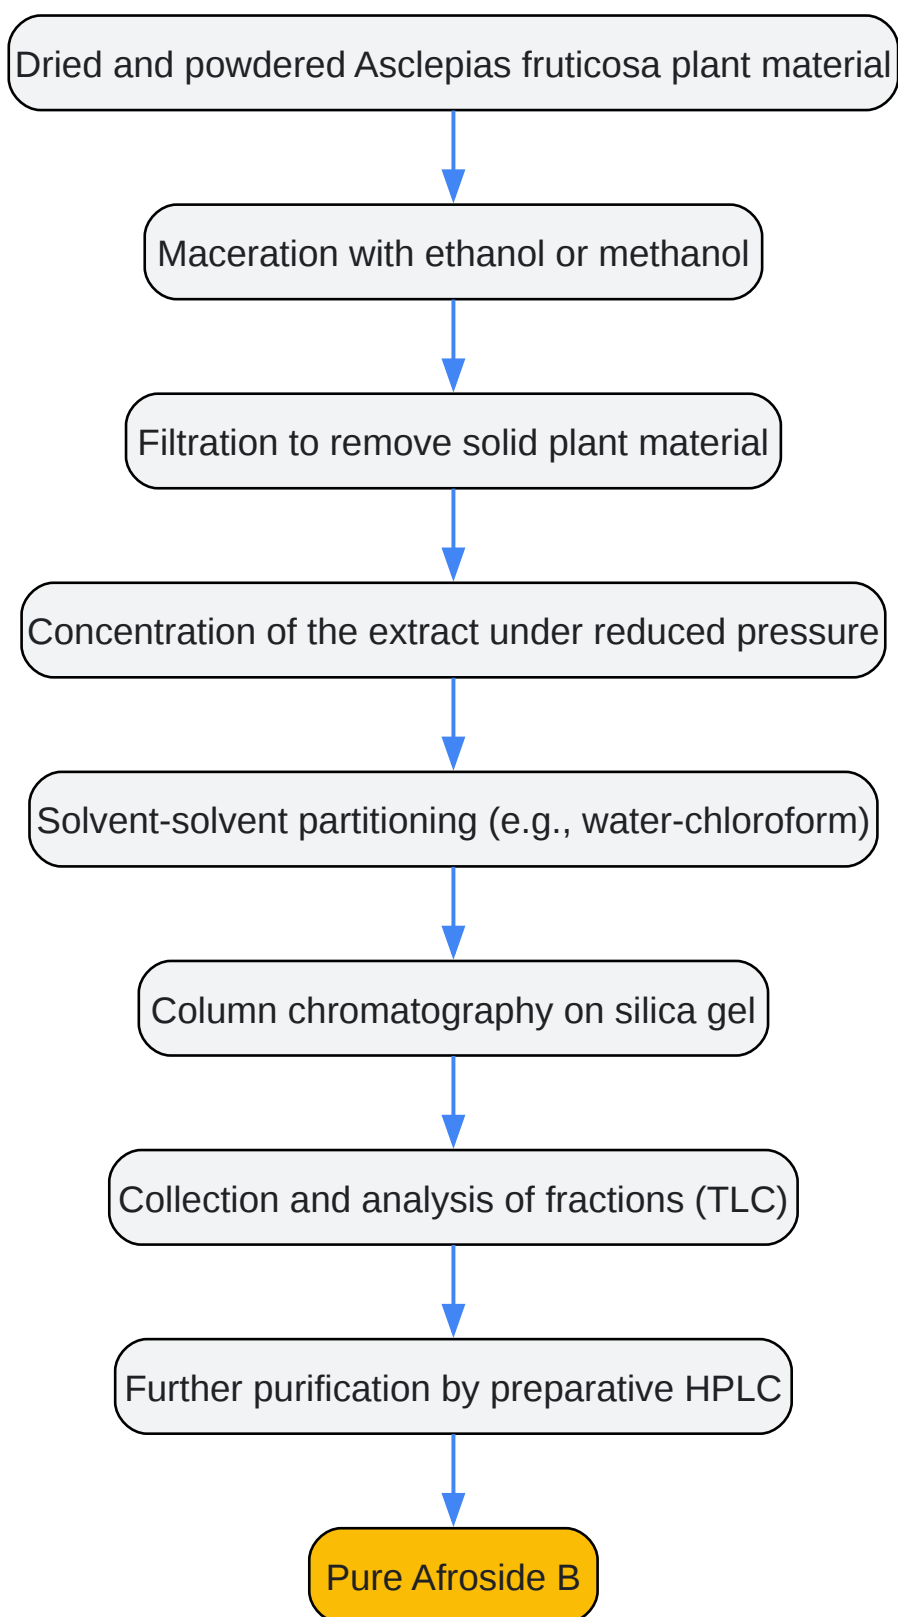 Dried and powdered Asclepias fruticosa plant material
Maceration with ethanol or methanol
Filtration to remove solid plant material
Concentration of the extract under reduced pressure
Solvent-solvent partitioning (e.g., water-chloroform)
Column chromatography on silica gel
Collection and analysis of fractions (TLC)
Further purification by preparative HPLC
Pure Afroside B